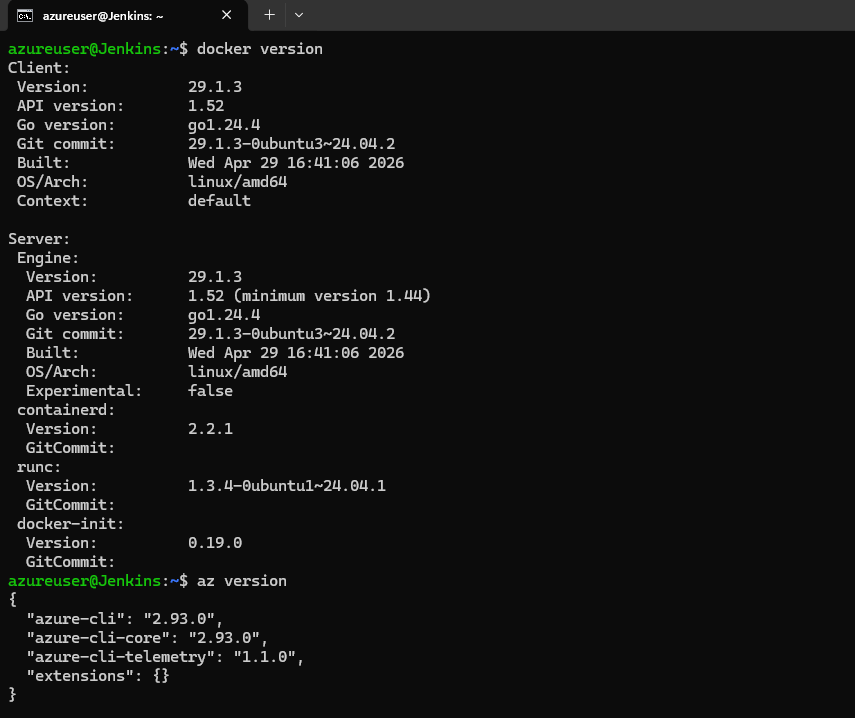 azureuser@Jenkins: ~
azureuser@Jenkins:~$ docker version
Client:
 Version:           29.1.3
 API version:       1.52
 Go version:        go1.24.4
 Git commit:        29.1.3-0ubuntu3~24.04.2
 Built:             Wed Apr 29 16:41:06 2026
 OS/Arch:           linux/amd64
 Context:           default

Server:
 Engine:
  Version:          29.1.3
  API version:      1.52 (minimum version 1.44)
  Go version:       go1.24.4
  Git commit:       29.1.3-0ubuntu3~24.04.2
  Built:            Wed Apr 29 16:41:06 2026
  OS/Arch:          linux/amd64
  Experimental:     false
 containerd:
  Version:          2.2.1
  GitCommit:
 runc:
  Version:          1.3.4-0ubuntu1~24.04.1
  GitCommit:
 docker-init:
  Version:          0.19.0
  GitCommit:
azureuser@Jenkins:~$ az version
{
  "azure-cli": "2.93.0",
  "azure-cli-core": "2.93.0",
  "azure-cli-telemetry": "1.1.0",
  "extensions": {}
}